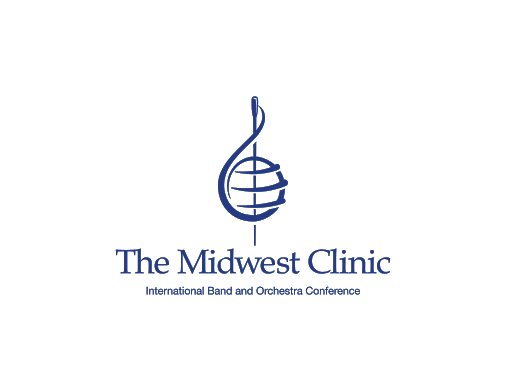 The Midwest Clinic
International Band and Orchestra Conference